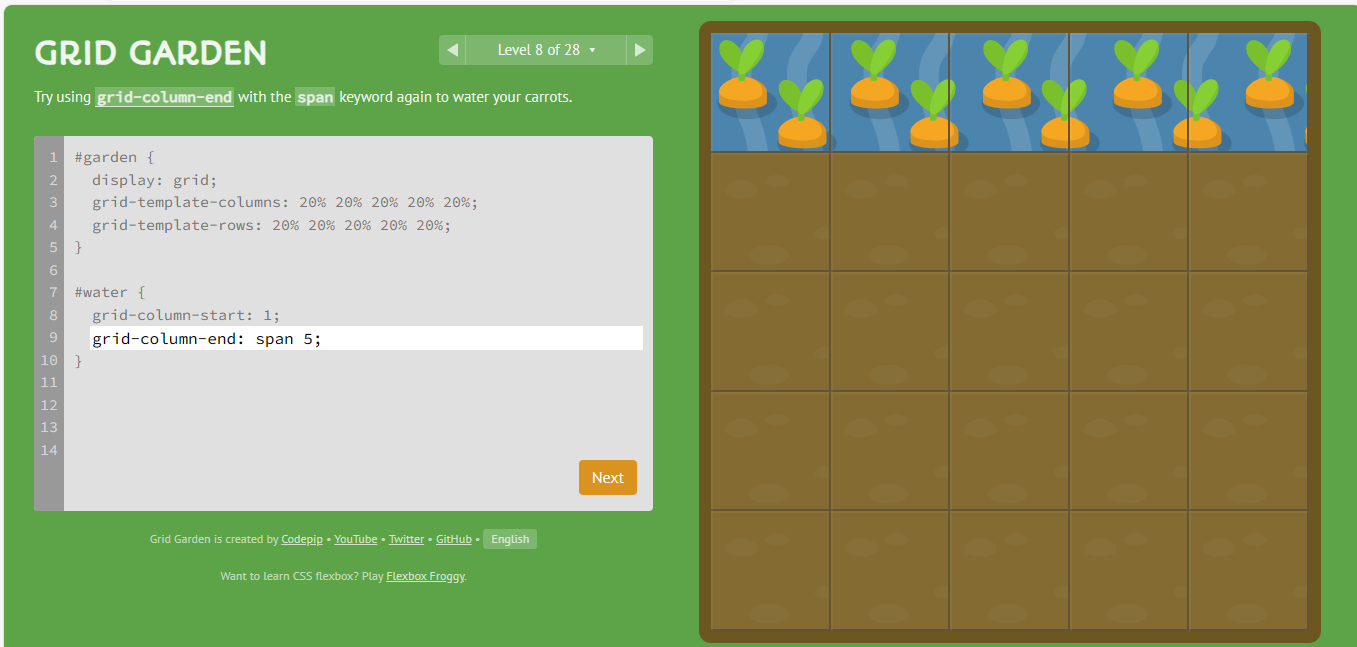 GRID GARDEN
◀ Level 8 of 28 ▾ ▶
Try using grid-column-end with the span keyword again to water your carrots.
1 #garden {
2 display: grid;
3 grid-template-columns: 20% 20% 20% 20% 20%;
4 grid-template-rows: 20% 20% 20% 20% 20%;
5 }
6
7 #water {
8 grid-column-start: 1;
9 grid-column-end: span 5;
10 }
11
12
13
14
Next
Grid Garden is created by Codepip • YouTube • Twitter • GitHub • English
Want to learn CSS flexbox? Play Flexbox Froggy.